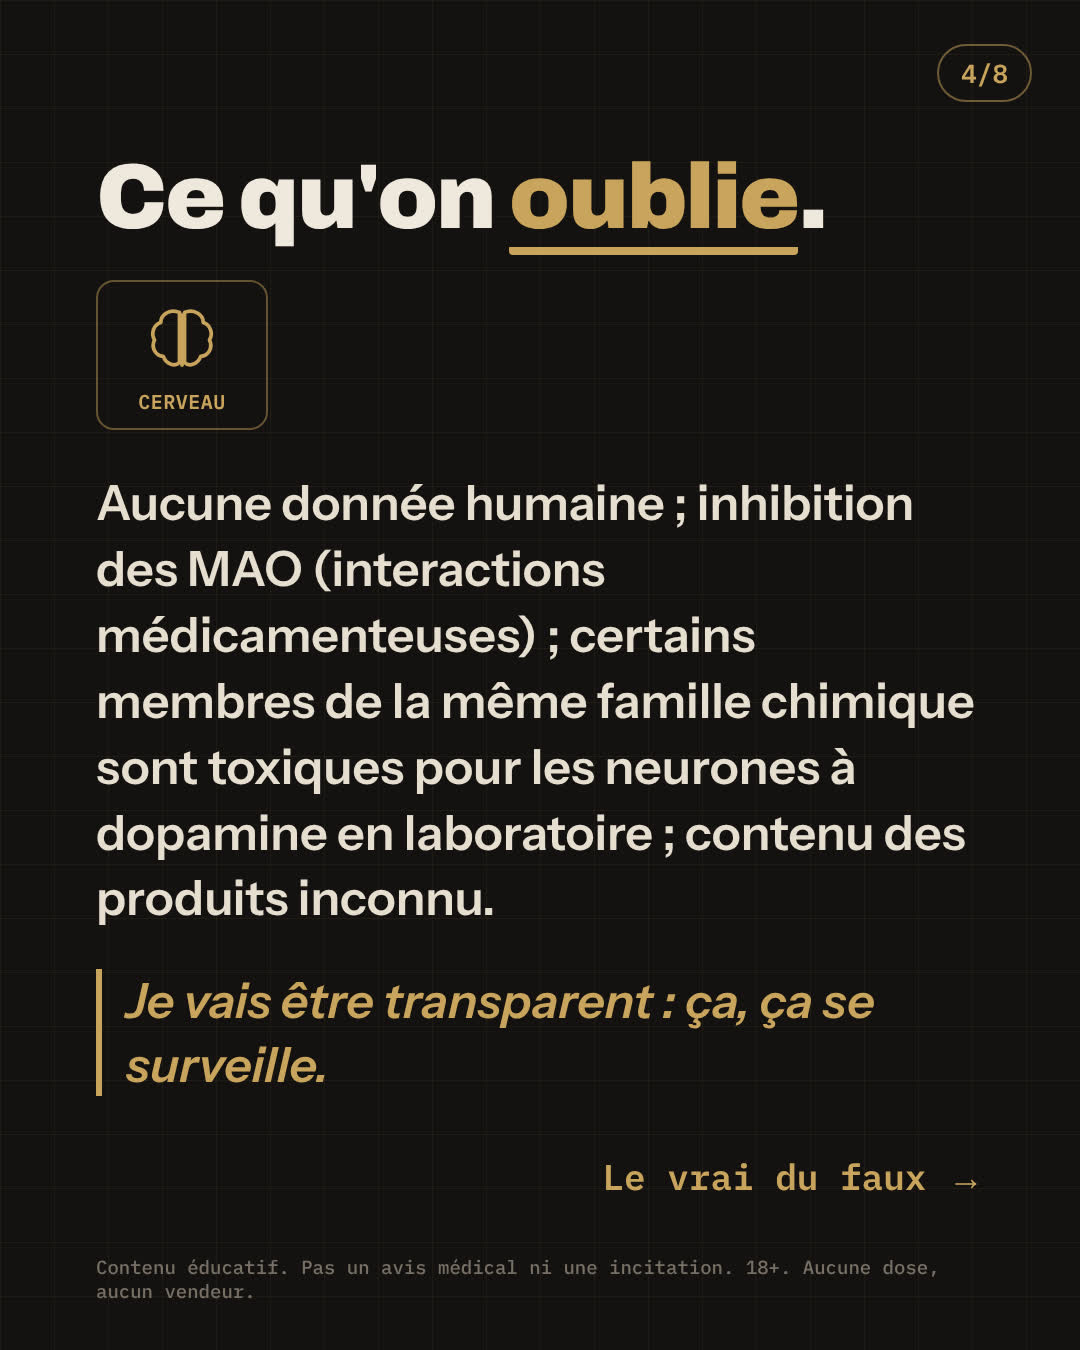 4/8
Ce qu'on oublie.
CERVEAU
Aucune donnée humaine ; inhibition
des MAO (interactions
médicamenteuses) ; certains
membres de la même famille chimique
sont toxiques pour les neurones à
dopamine en laboratoire ; contenu des
produits inconnu.
Je vais être transparent : ça, ça se
surveille.
Le vrai du faux →
Contenu éducatif. Pas un avis médical ni une incitation. 18+. Aucune dose,
aucun vendeur.